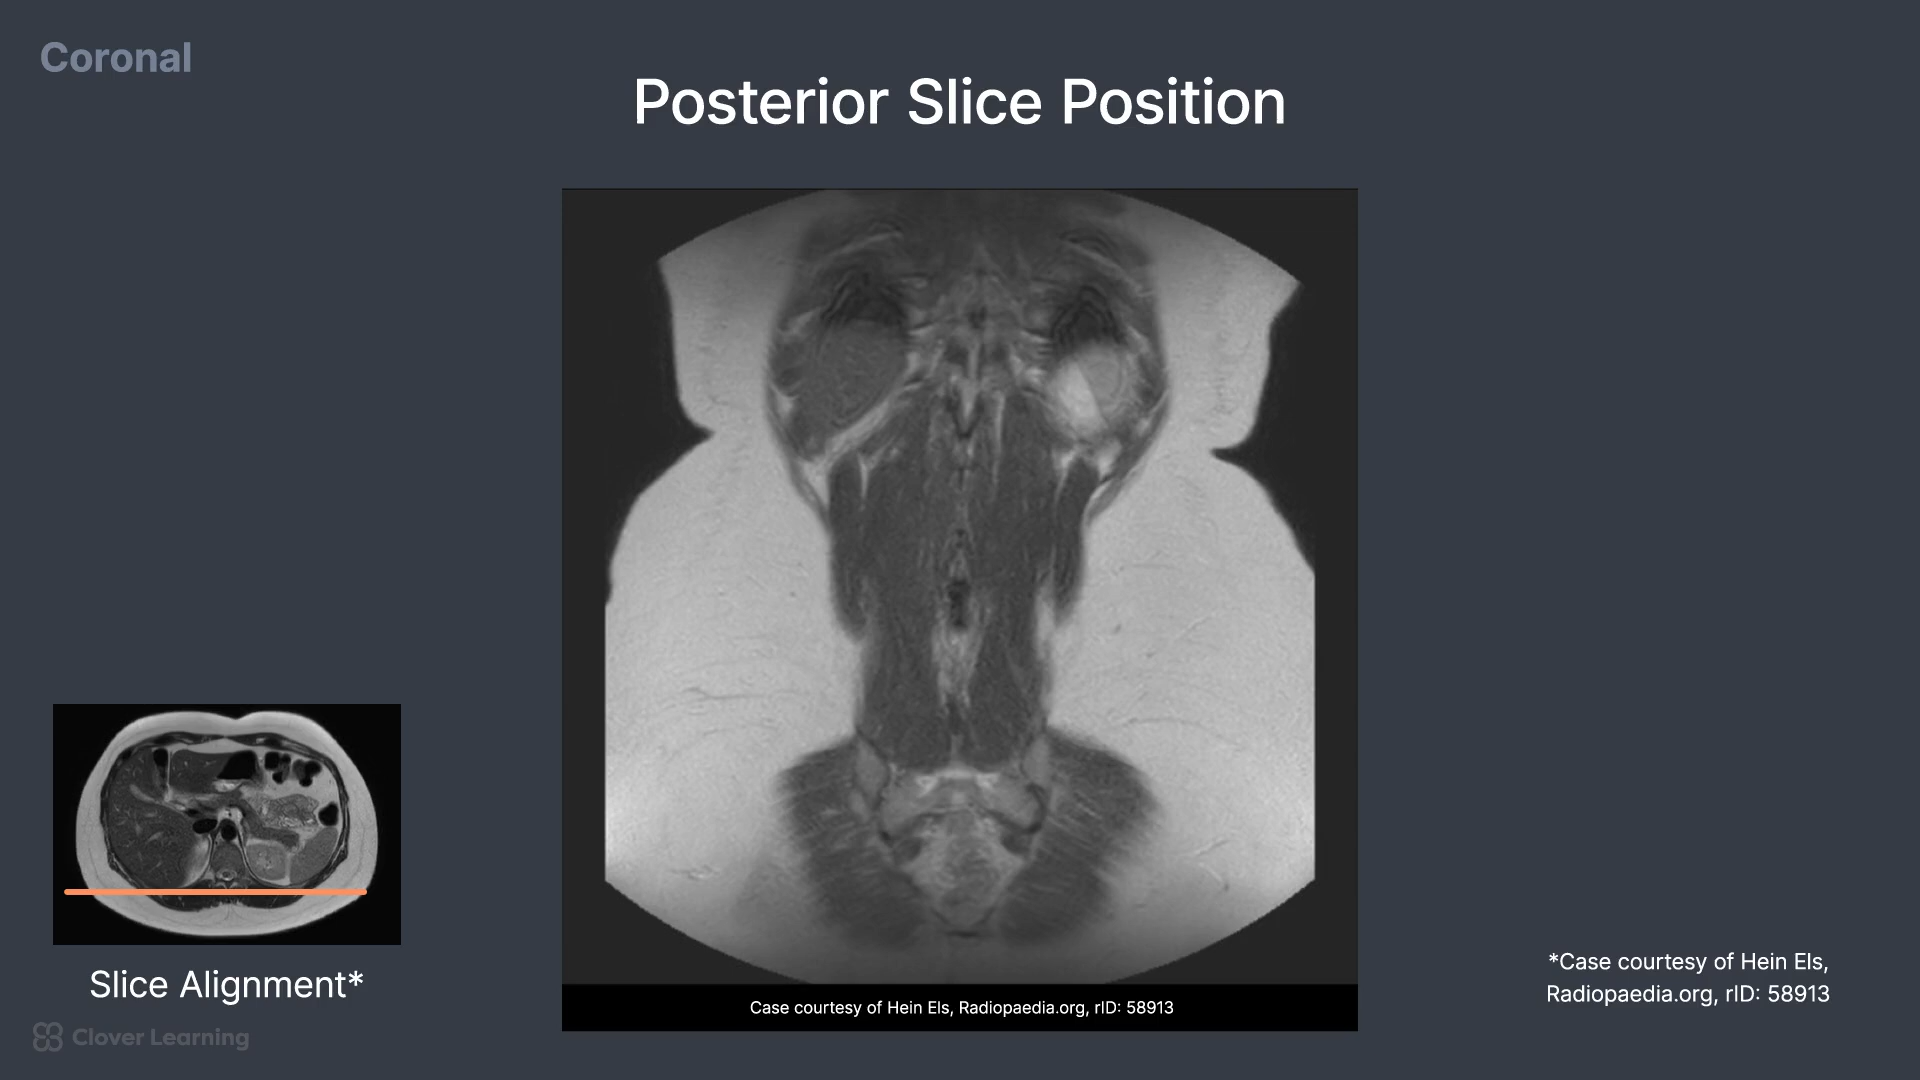 Coronal
Posterior Slice Position
Slice Alignment*
Case courtesy of Hein Els, Radiopaedia.org, rID: 58913
*Case courtesy of Hein Els,
Radiopaedia.org, rID: 58913
Clover Learning